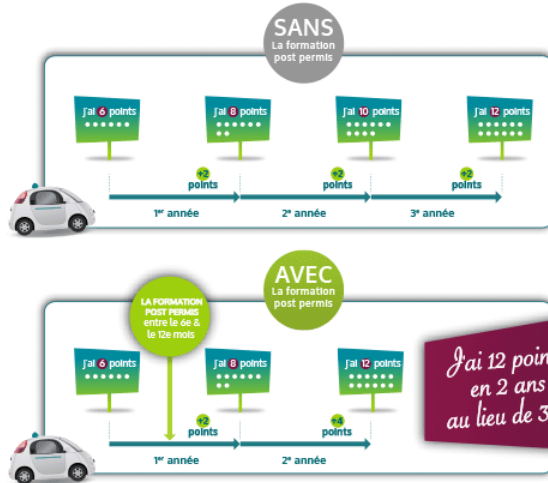 SANS
La formation
post permis
J'ai 6 points
J'ai 8 points
J'ai 10 points
J'ai 12 points
+2
points
+2
points
+2
points
1er année
2e année
3e année
AVEC
La formation
post permis
LA FORMATION
POST PERMIS
entre le 6e &
le 12e mois
J'ai 6 points
J'ai 8 points
J'ai 12 points
+2
points
+4
points
1er année
2e année
J'ai 12 poin
en 2 ans
au lieu de 3